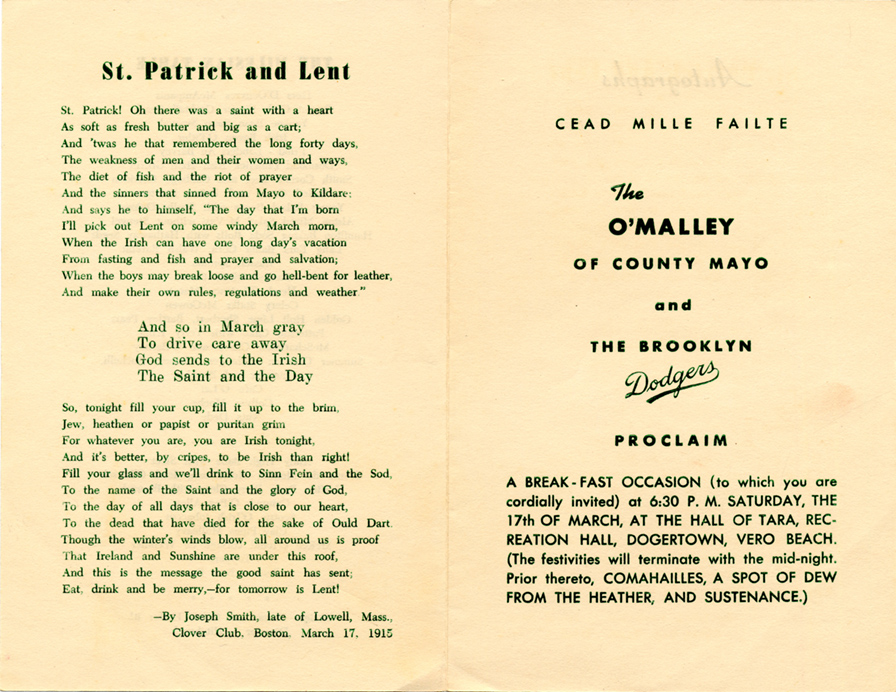 St. Patrick and Lent
St. Patrick! Oh there was a saint with a heart
As soft as fresh butter and big as a cart;
And 'twas he that remembered the long forty days,
The weakness of men and their women and ways,
The diet of fish and the riot of prayer
And the sinners that sinned from Mayo to Kildare;
And says he to himself, "The day that I'm born
I'll pick out Lent on some windy March morn,
When the Irish can have one long day's vacation
From fasting and fish and prayer and salvation;
When the boys may break loose and go hell-bent for leather,
And make their own rules, regulations and weather."
And so in March gray
To drive care away
God sends to the Irish
The Saint and the Day
So, tonight fill your cup, fill it up to the brim,
Jew, heathen or papist or puritan grim
For whatever you are, you are Irish tonight,
And it's better, by cripes, to be Irish than right!
Fill your glass and we'll drink to Sinn Fein and the Sod,
To the name of the Saint and the glory of God,
To the day of all days that is close to our heart,
To the dead that have died for the sake of Ould Dart.
Though the winter's winds blow, all around us is proof
That Ireland and Sunshine are under this roof,
And this is the message the good saint has sent;
Eat, drink and be merry,—for tomorrow is Lent!
—By Joseph Smith, late of Lowell, Mass.,
Clover Club, Boston. March 17, 1915
CEAD MILLE FAILTE
The
O'MALLEY
OF COUNTY MAYO
and
THE BROOKLYN
Dodgers
PROCLAIM
A BREAK-FAST OCCASION (to which you are
cordially invited) at 6:30 P. M. SATURDAY, THE
17th OF MARCH, AT THE HALL OF TARA, REC-
REATION HALL, DOGERTOWN, VERO BEACH.
(The festivities will terminate with the mid-night.
Prior thereto, COMAHAILLES, A SPOT OF DEW
FROM THE HEATHER, AND SUSTENANCE.)